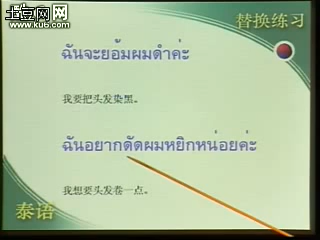 土豆网
www.tudou.com
替换练习
ฉันจะย้อมผมดำค่ะ
我要把头发染黑。
ฉันอยากดัดผมหยิกหน่อยค่ะ
我想要头发卷一点。
泰语